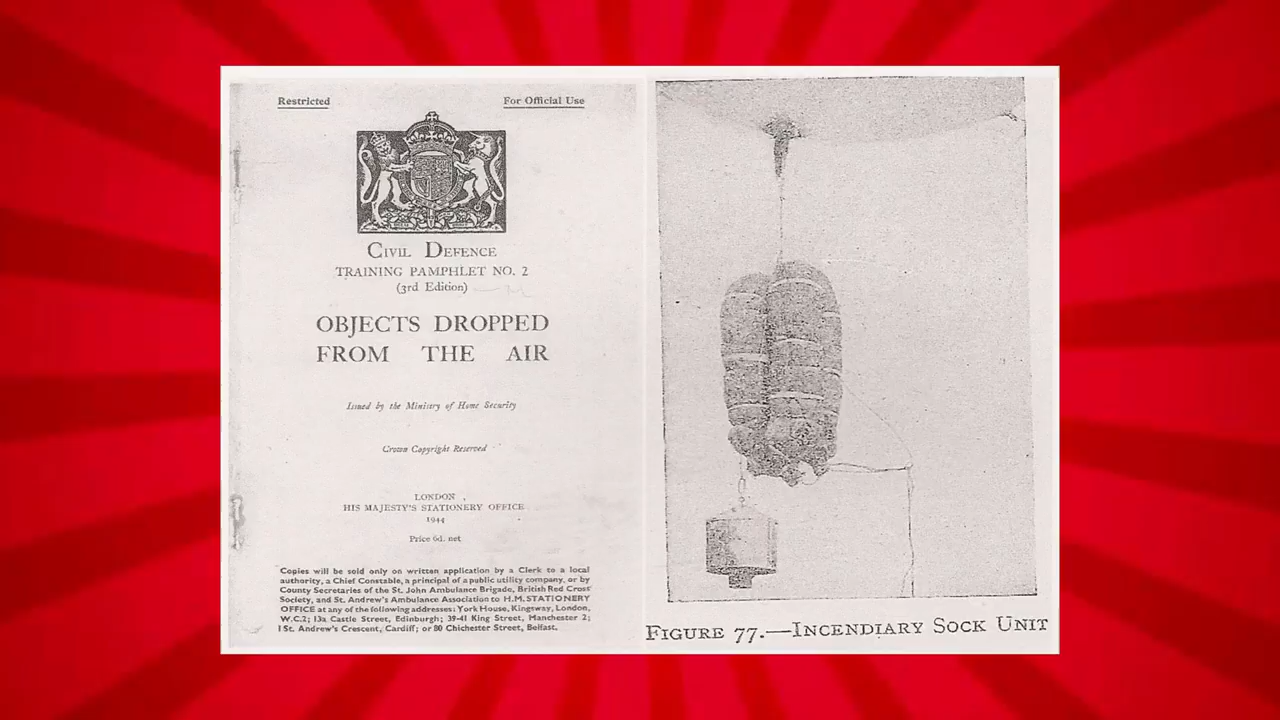 Restricted
For Official Use
CIVIL DEFENCE
TRAINING PAMPHLET NO. 2
(3rd Edition)
OBJECTS DROPPED
FROM THE AIR
Issued by the Ministry of Home Security
Crown Copyright Reserved
LONDON
HIS MAJESTY'S STATIONERY OFFICE
1944
Price 6d. net
Copies will be sold only on written application by a Clerk to a local
authority, a Chief Constable, a principal of a public utility company, or by
County Secretaries of the St. John Ambulance Brigade, British Red Cross
Society, and St. Andrew's Ambulance Association to H.M. STATIONERY
OFFICE at any of the following addresses: York House, Kingsway, London,
W.C.2; 13a Castle Street, Edinburgh; 39-41 King Street, Manchester 2;
1 St. Andrew's Crescent, Cardiff; or 80 Chichester Street, Belfast.
FIGURE 77.—INCENDIARY SOCK UNIT